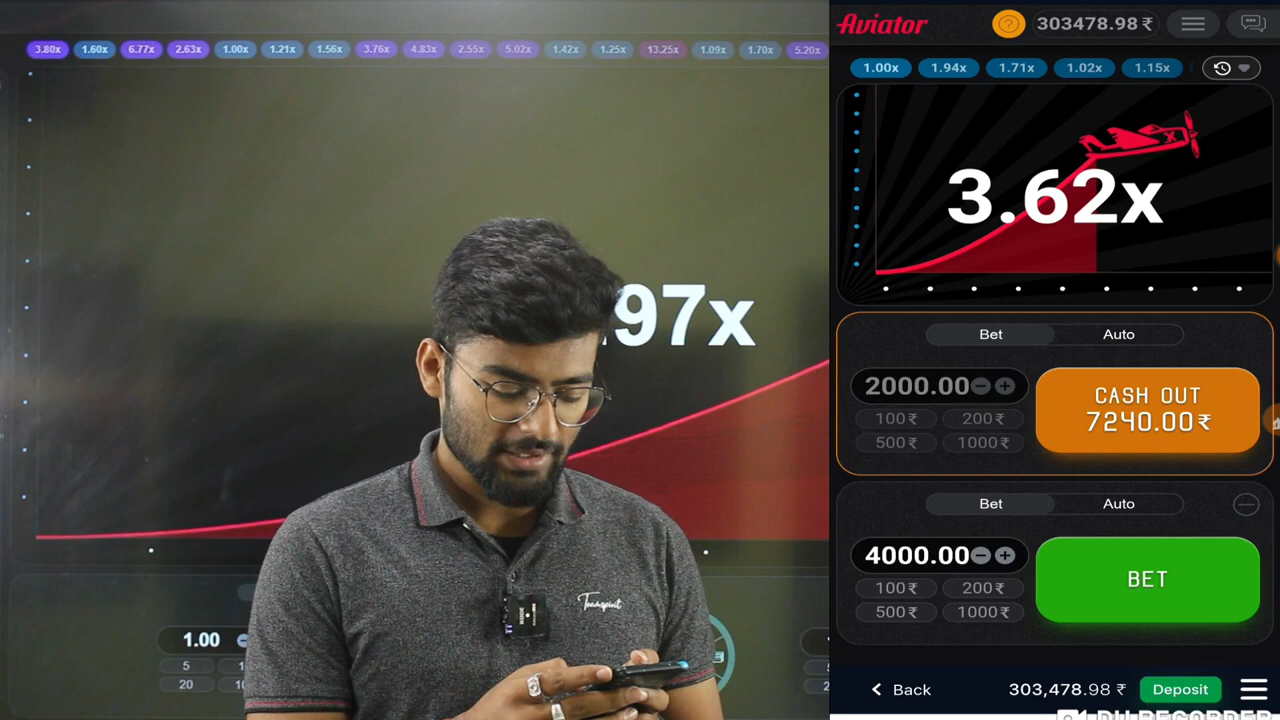 3.80x 1.60x 6.77x 2.63x 1.00x 1.21x 1.56x 3.76x 4.83x 2.55x 5.02x 1.42x 1.25x 13.25x 1.09x 1.70x 5.20x
97x
Teamspirit
1.00
5
20
Aviator
303478.98 ₹
1.00x 1.94x 1.71x 1.02x 1.15x
X
3.62x
Bet Auto
2000.00
100₹ 200₹
500₹ 1000₹
CASH OUT
7240.00₹
Bet Auto
4000.00
100₹ 200₹
500₹ 1000₹
BET
Back 303,478.98 ₹ Deposit
DU RECORDER